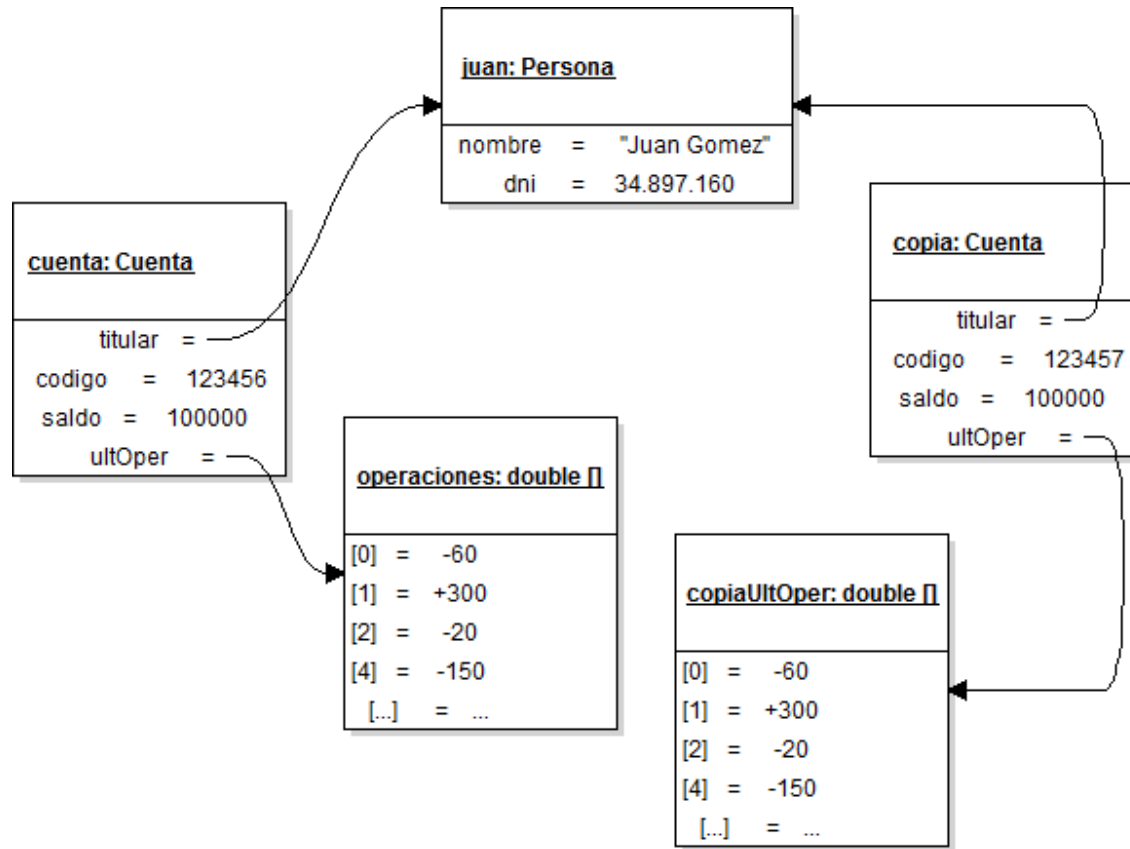 juan: Persona
nombre = "Juan Gomez"
dni = 34.897.160
cuenta: Cuenta
titular =
codigo = 123456
saldo = 100000
ultOper =
copia: Cuenta
titular =
codigo = 123457
saldo = 100000
ultOper =
operaciones: double []
[0] = -60
[1] = +300
[2] = -20
[4] = -150
[...] = ...
copiaUltOper: double []
[0] = -60
[1] = +300
[2] = -20
[4] = -150
[...] = ...